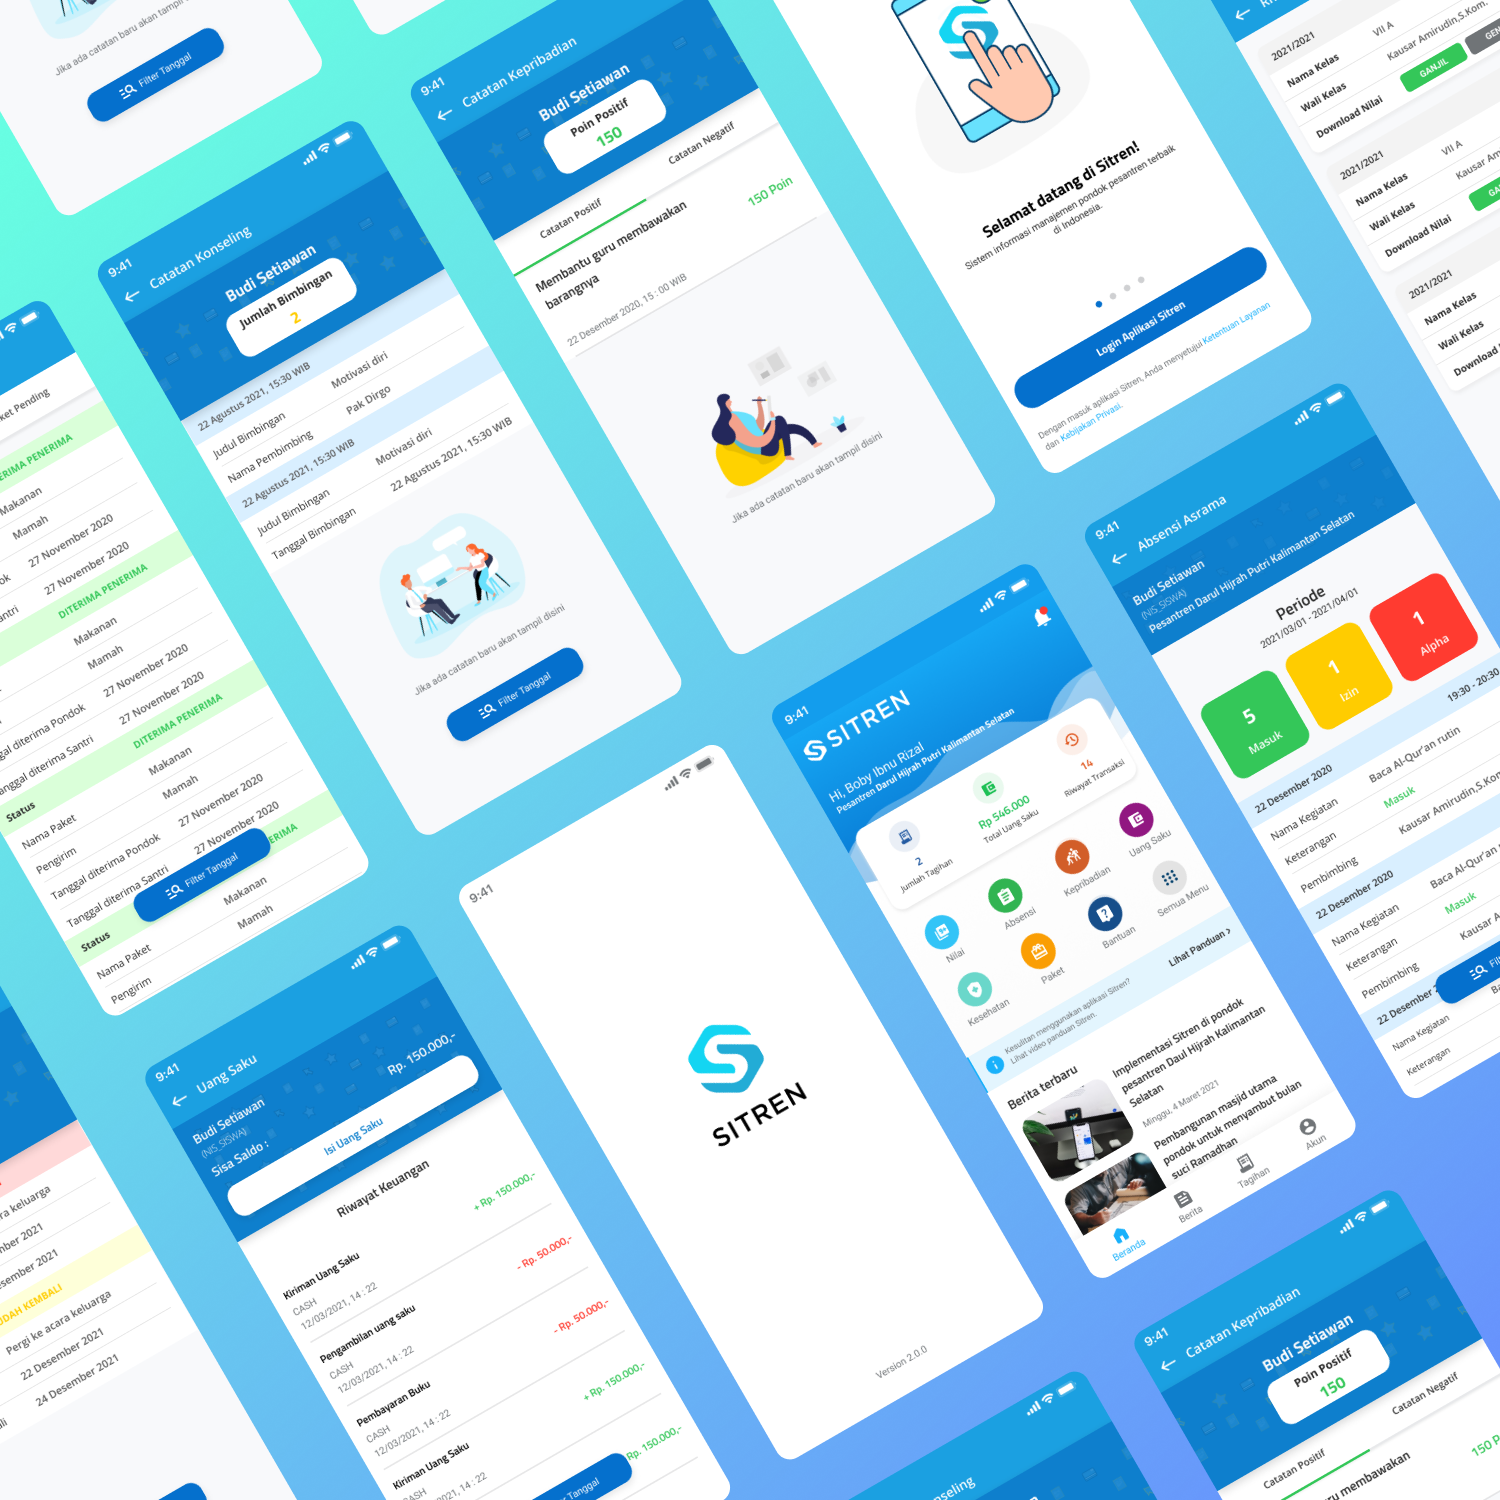 Jika ada catatan baru akan tampil
Filter Tanggal
9:41
Catatan Konseling
Budi Setiawan
Jumlah Bimbingan
2
22 Agustus 2021, 15:30 WIB
Judul Bimbingan Motivasi diri
Nama Pembimbing Pak Dirgo
22 Agustus 2021, 15:30 WIB
Judul Bimbingan Motivasi diri
Tanggal Bimbingan 22 Agustus 2021, 15:30 WIB
Jika ada catatan baru akan tampil disini
Filter Tanggal
9:41
Catatan Kepribadian
Budi Setiawan
Poin Positif
150
Catatan Positif Catatan Negatif
Membantu guru membawakan
barangnya
150 Poin
22 Desember 2020, 15 : 00 WIB
Jika ada catatan baru akan tampil disini
Selamat datang di Sitren!
Sistem informasi manajemen pondok pesantren terbaik
di Indonesia.
Login Aplikasi Sitren
Dengan masuk aplikasi Sitren, Anda menyetujui Ketentuan Layanan
dan Kebijakan Privasi.
2021/2021
Nama Kelas VII A
Wali Kelas Kausar Amirudin,S.Kom.
Download Nilai GANJIL
2021/2021
Nama Kelas VII A
Wali Kelas Kausar
Download Nilai
2021/2021
Nama Kelas
Wali Kelas
Download
Pending
PENERIMA
Makanan
Mamah
27 November 2020
27 November 2020
DITERIMA PENERIMA
Makanan
Mamah
diterima Pondok 27 November 2020
diterima Santri 27 November 2020
Status DITERIMA PENERIMA
Nama Paket Makanan
Pengirim Mamah
Tanggal diterima Pondok 27 November 2020
Tanggal diterima Santri 27 November 2020
Filter Tanggal
Status
Nama Paket Makanan
Pengirim Mamah
keluarga
2021
2021
KEMBALI
Pergi ke acara keluarga
22 Desember 2021
24 Desember 2021
9:41
Uang Saku
Budi Setiawan
(NIS_SISWA)
Sisa Saldo : Rp. 150.000,-
Isi Uang Saku
Riwayat Keuangan
Kiriman Uang Saku
CASH
12/03/2021, 14 : 22
+ Rp. 150.000,-
Pengambilan uang saku
CASH
12/03/2021, 14 : 22
- Rp. 50.000,-
Pembayaran Buku
CASH
12/03/2021, 14 : 22
- Rp. 50.000,-
Kiriman Uang Saku
CASH
14 : 22
+ Rp. 150.000,-
Rp. 150.000,-
Tanggal
9:41
SITREN
Version 2.0.0
9:41
SITREN
Hi, Boby Ibnu Rizal
Pesantren Darul Hijrah Putri Kalimantan Selatan
2
Jumlah Tagihan
Rp 546.000
Total Uang Saku
14
Riwayat Transaksi
Nilai
Absensi
Kepribadian
Uang Saku
Kesehatan
Paket
Bantuan
Semua Menu
Kesulitan menggunakan aplikasi Sitren?
Lihat video panduan Sitren.
Lihat Panduan
Berita terbaru
Implementasi Sitren di pondok
pesantren Daul Hijrah Kalimantan
Selatan
Minggu, 4 Maret 2021
Pembangunan masjid utama
pondok untuk menyambut bulan
suci Ramadhan
Beranda
Berita
Tagihan
Akun
9:41
Absensi Asrama
Budi Setiawan
(NIS_SISWA)
Pesantren Darul Hijrah Putri Kalimantan Selatan
Periode
2021/03/01 - 2021/04/01
5
Masuk
1
Izin
1
Alpha
22 Desember 2020 19:30 - 20:30
Nama Kegiatan Baca Al-Qur'an rutin
Keterangan Masuk
Pembimbing Kausar Amirudin,S.Kom
22 Desember 2020
Nama Kegiatan Baca Al-Qur'an
Keterangan Masuk
Pembimbing Kausar
22 Desember
Nama Kegiatan
Keterangan
9:41
Catatan Kepribadian
Budi Setiawan
Poin Positif
150
Catatan Positif Catatan Negatif
membawakan
150